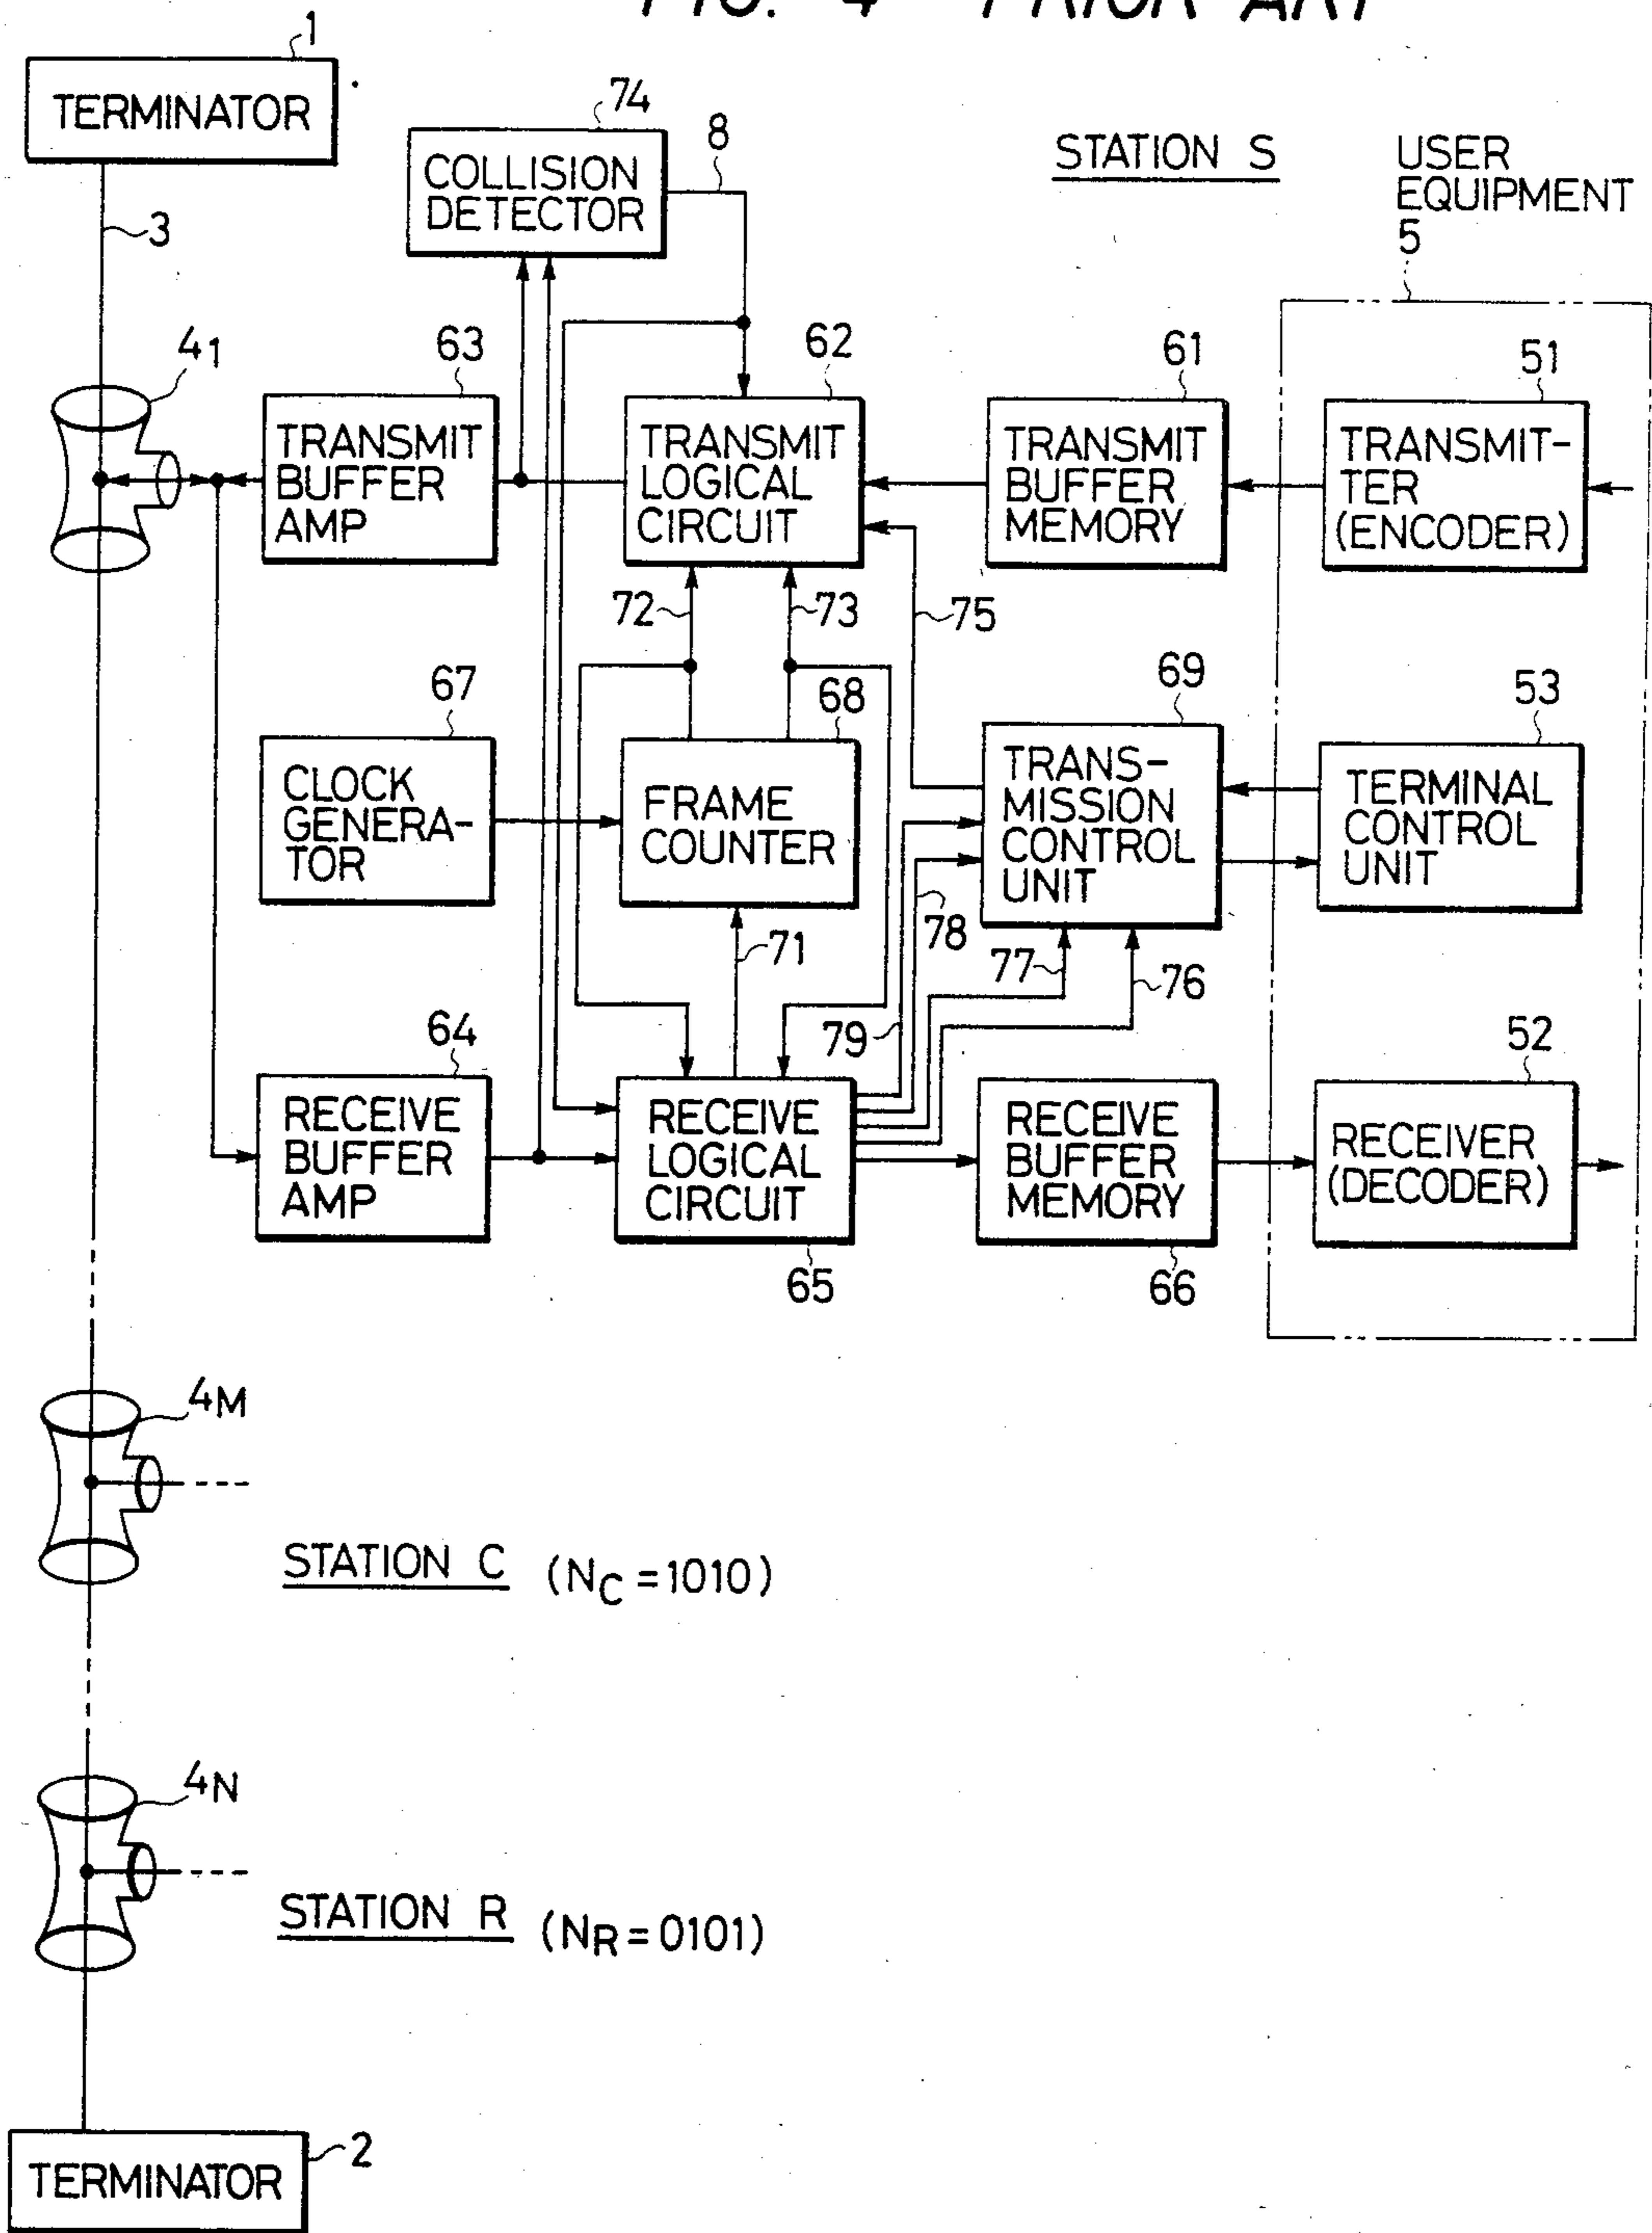 FIG. 4 PRIOR ART
1
TERMINATOR
74
COLLISION
DETECTOR
8
STATION S
USER
EQUIPMENT
5
3
41
63
TRANSMIT
BUFFER
AMP
62
TRANSMIT
LOGICAL
CIRCUIT
61
TRANSMIT
BUFFER
MEMORY
51
TRANSMIT-
TER
(ENCODER)
72
73
75
67
CLOCK
GENERA-
TOR
68
FRAME
COUNTER
69
TRANS-
MISSION
CONTROL
UNIT
53
TERMINAL
CONTROL
UNIT
71
78
77
76
79
64
RECEIVE
BUFFER
AMP
RECEIVE
LOGICAL
CIRCUIT
65
RECEIVE
BUFFER
MEMORY
66
52
RECEIVER
(DECODER)
4M
STATION C (NC=1010)
4N
STATION R (NR=0101)
2
TERMINATOR